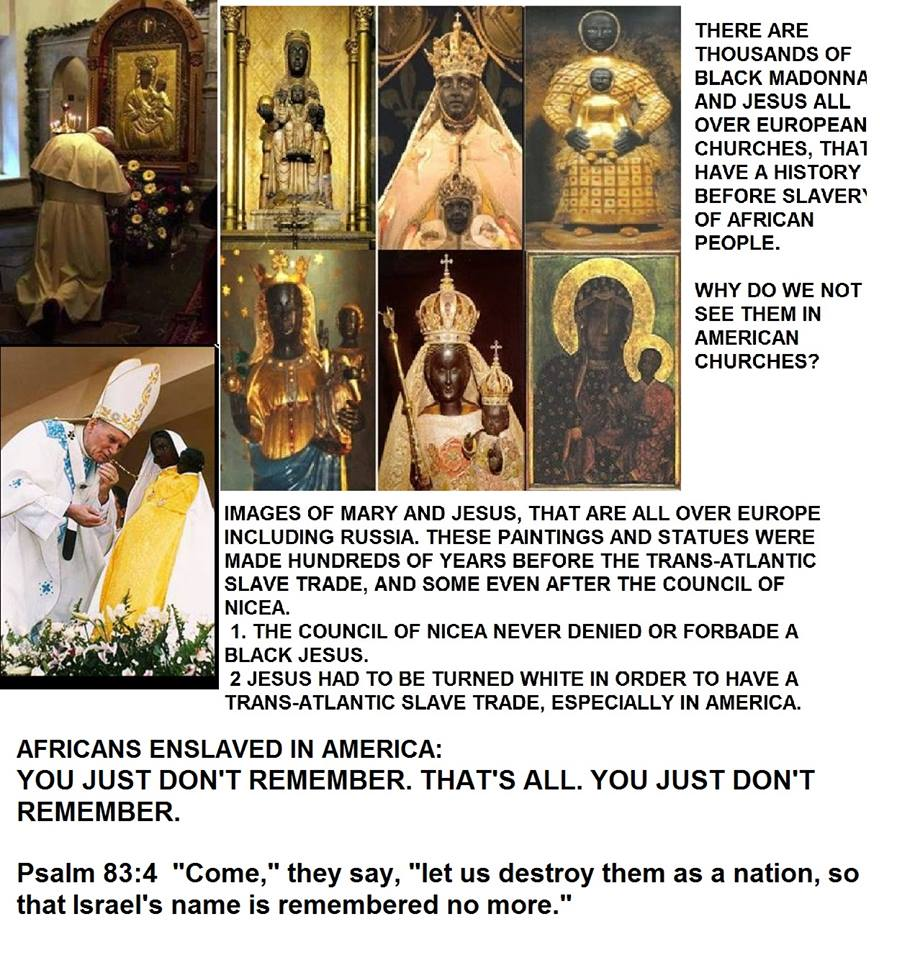 THERE ARE
THOUSANDS OF
BLACK MADONNA
AND JESUS ALL
OVER EUROPEAN
CHURCHES, THAT
HAVE A HISTORY
BEFORE SLAVERY
OF AFRICAN
PEOPLE.
WHY DO WE NOT
SEE THEM IN
AMERICAN
CHURCHES?
IMAGES OF MARY AND JESUS, THAT ARE ALL OVER EUROPE
INCLUDING RUSSIA. THESE PAINTINGS AND STATUES WERE
MADE HUNDREDS OF YEARS BEFORE THE TRANS-ATLANTIC
SLAVE TRADE, AND SOME EVEN AFTER THE COUNCIL OF
NICEA.
1. THE COUNCIL OF NICEA NEVER DENIED OR FORBADE A
BLACK JESUS.
2 JESUS HAD TO BE TURNED WHITE IN ORDER TO HAVE A
TRANS-ATLANTIC SLAVE TRADE, ESPECIALLY IN AMERICA.
AFRICANS ENSLAVED IN AMERICA:
YOU JUST DON'T REMEMBER. THAT'S ALL. YOU JUST DON'T
REMEMBER.
Psalm 83:4 "Come," they say, "let us destroy them as a nation, so
that Israel's name is remembered no more."